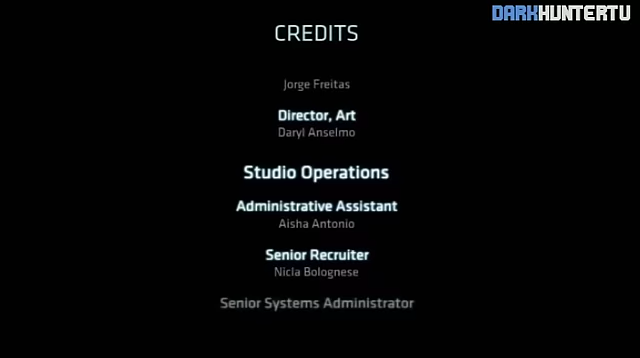 DARKHUNTERTU
CREDITS
Jorge Freitas
Director, Art
Daryl Anselmo
Studio Operations
Administrative Assistant
Aisha Antonio
Senior Recruiter
Nicla Bolognese
Senior Systems Administrator